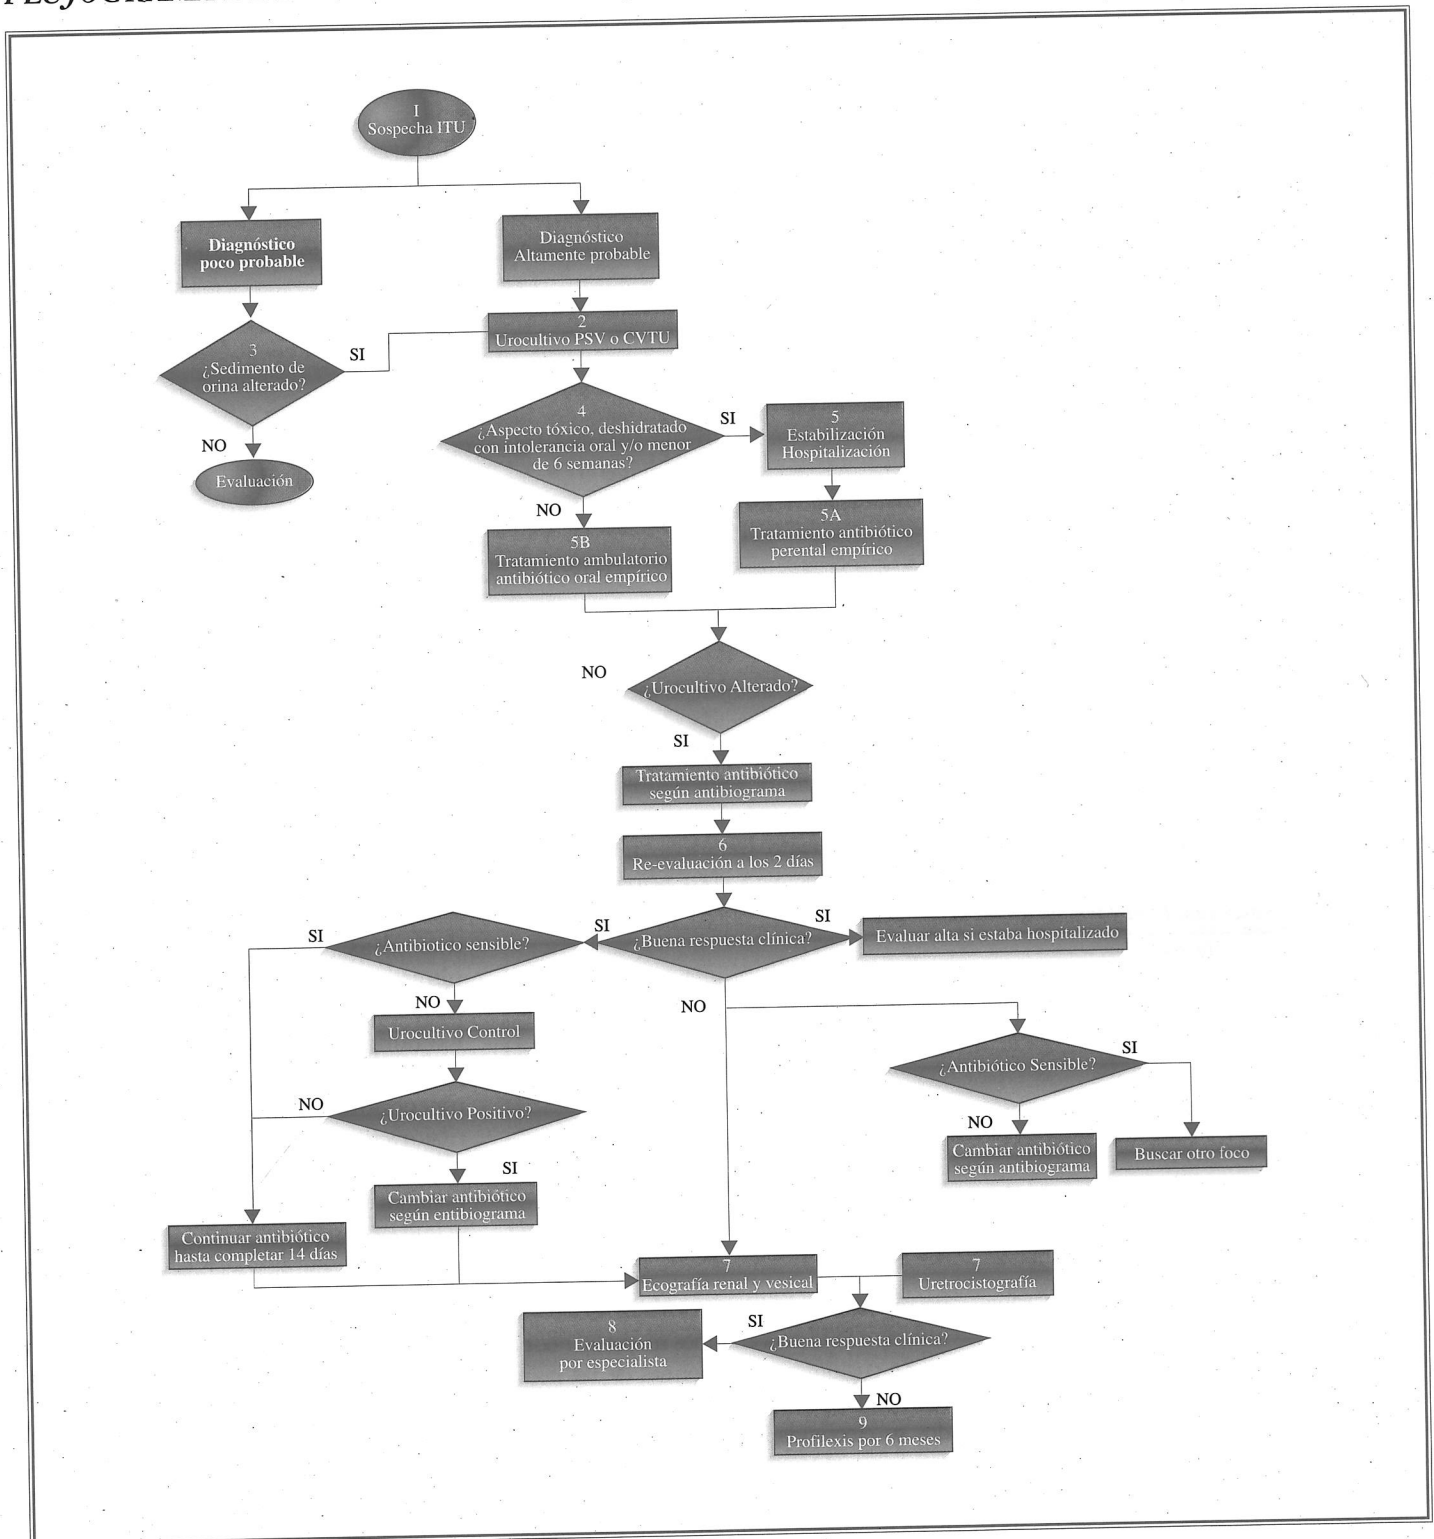 I
Sospecha ITU
Diagnóstico
poco probable
Diagnóstico
Altamente probable
2
Urocultivo PSV o CVTU
3
¿Sedimento de
orina alterado?
SI
NO
Evaluación
4
¿Aspecto tóxico, deshidratado
con intolerancia oral y/o menor
de 6 semanas?
SI
5
Estabilización
Hospitalización
NO
5B
Tratamiento ambulatorio
antibiótico oral empírico
5A
Tratamiento antibiótico
perental empírico
NO
¿Urocultivo Alterado?
SI
Tratamiento antibiótico
según antibiograma
6
Re-evaluación a los 2 días
SI
¿Antibiotico sensible?
SI
¿Buena respuesta clínica?
SI
Evaluar alta si estaba hospitalizado
NO
Urocultivo Control
NO
¿Antibiótico Sensible?
SI
NO
¿Urocultivo Positivo?
NO
Cambiar antibiótico
según antibiograma
Buscar otro foco
SI
Cambiar antibiótico
según entibiograma
Continuar antibiótico
hasta completar 14 días
7
Ecografía renal y vesical
7
Uretrocistografía
8
Evaluación
por especialista
SI
¿Buena respuesta clínica?
NO
9
Profilexis por 6 meses